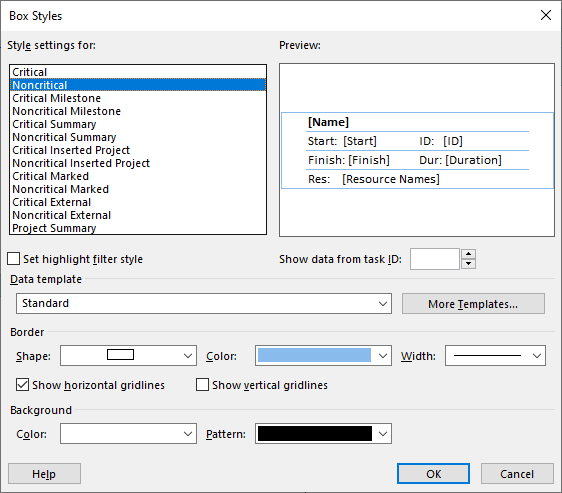 Box Styles
Style settings for:
Preview:
Critical
Noncritical
Critical Milestone
Noncritical Milestone
Critical Summary
Noncritical Summary
Critical Inserted Project
Noncritical Inserted Project
Critical Marked
Noncritical Marked
Critical External
Noncritical External
Project Summary
[Name]
Start: [Start] ID: [ID]
Finish: [Finish] Dur: [Duration]
Res: [Resource Names]
Set highlight filter style
Show data from task ID:
Data template
Standard
More Templates...
Border
Shape:
Color:
Width:
Show horizontal gridlines
Show vertical gridlines
Background
Color:
Pattern:
Help
OK
Cancel